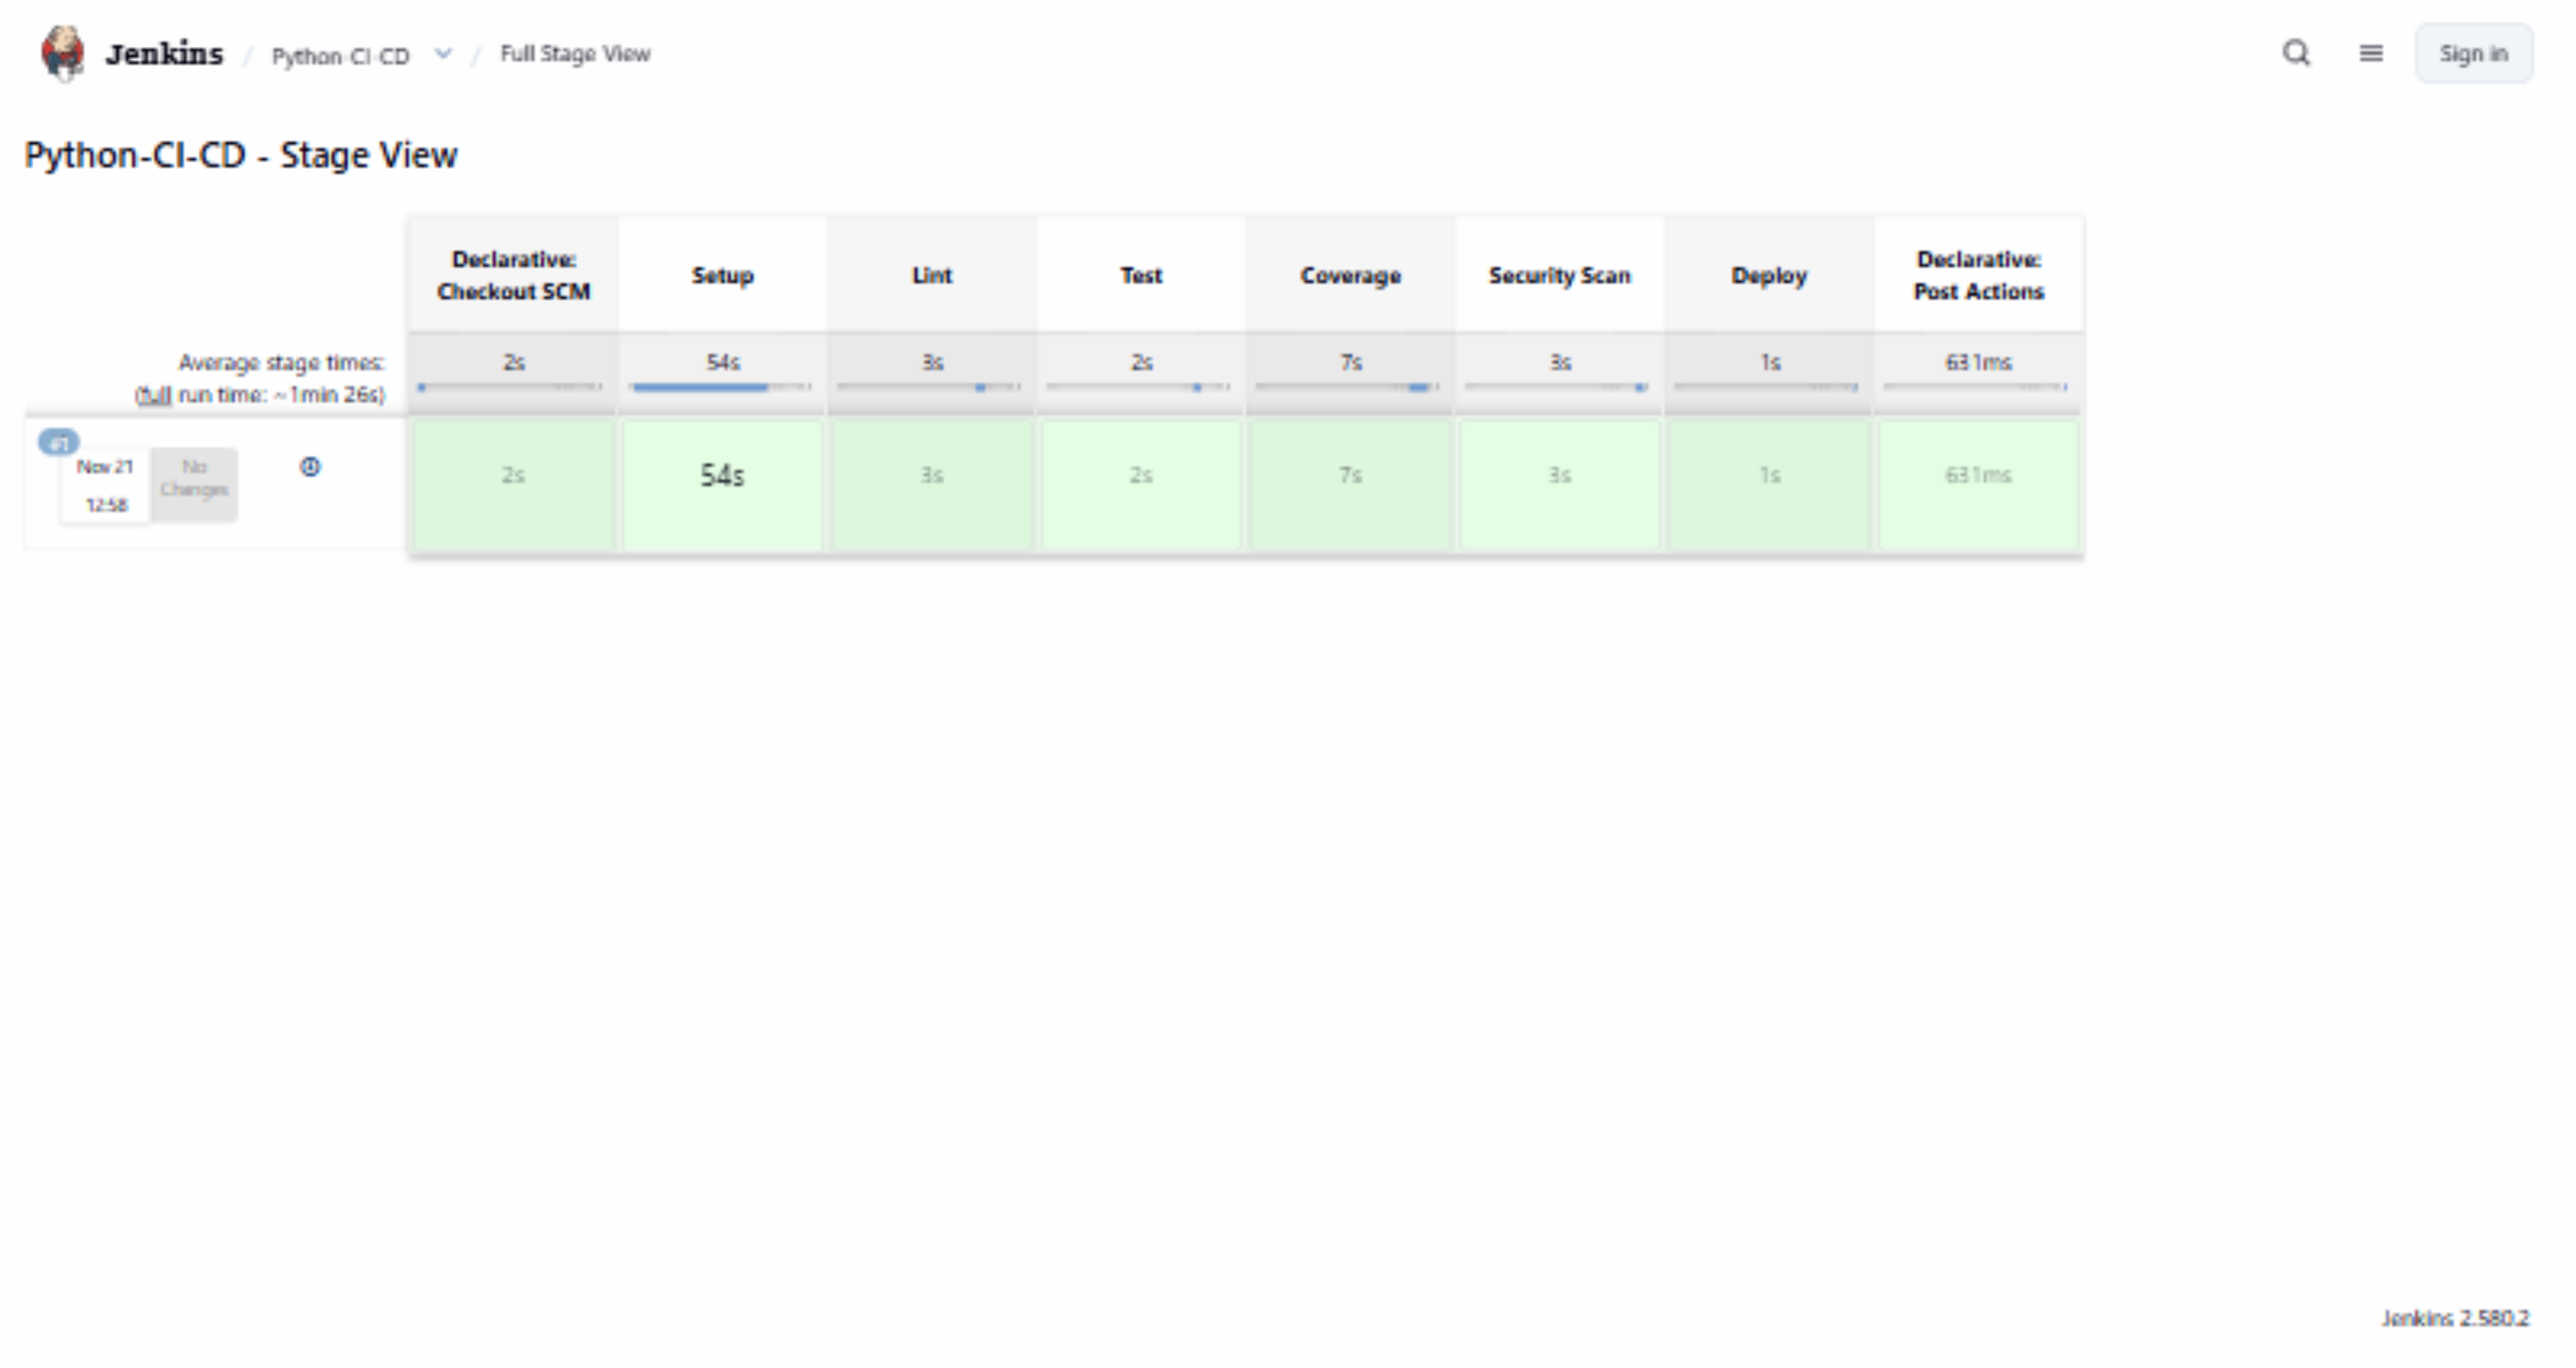 Jenkins / Python-CI-CD / Full Stage View
Sign in
Python-CI-CD - Stage View
Declarative: Checkout SCM
Setup
Lint
Test
Coverage
Security Scan
Deploy
Declarative: Post Actions
Average stage times:
(full run time: ~1min 26s)
2s 54s 3s 2s 7s 3s 1s 631ms
#1
Nov 21
12:58
No
Changes
2s 54s 3s 2s 7s 3s 1s 631ms
Jenkins 2.580.2